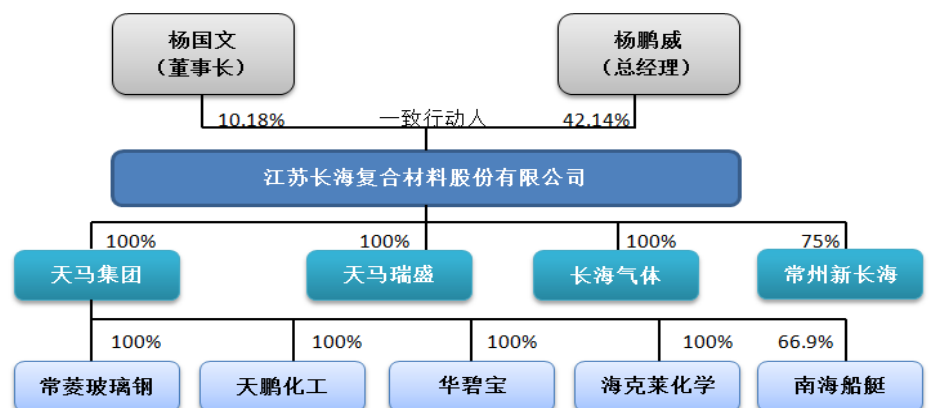 杨国文
（董事长）
杨鹏威
（总经理）
10.18%
一致行动人
42.14%
江苏长海复合材料股份有限公司
100%
100%
100%
75%
天马集团
天马瑞盛
长海气体
常州新长海
100%
100%
100%
100%
66.9%
常菱玻璃钢
天鹏化工
华碧宝
海克莱化学
南海船艇